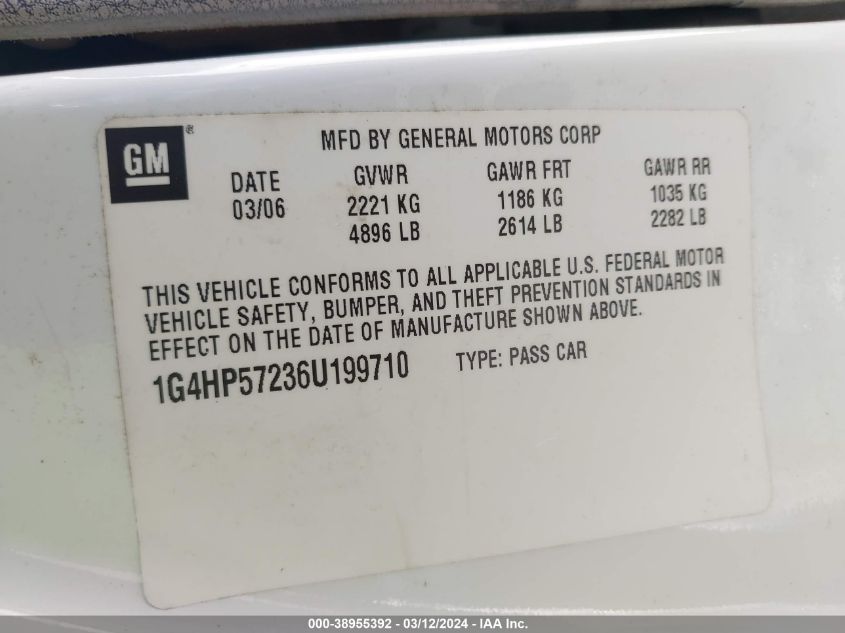 GM®
MFD BY GENERAL MOTORS CORP
DATE GVWR GAWR FRT GAWR RR
03/06 2221 KG 1186 KG 1035 KG
4896 LB 2614 LB 2282 LB
THIS VEHICLE CONFORMS TO ALL APPLICABLE U.S. FEDERAL MOTOR
VEHICLE SAFETY, BUMPER, AND THEFT PREVENTION STANDARDS IN
EFFECT ON THE DATE OF MANUFACTURE SHOWN ABOVE.
1G4HP57236U199710 TYPE: PASS CAR
000-38955392 - 03/12/2024 - IAA Inc.